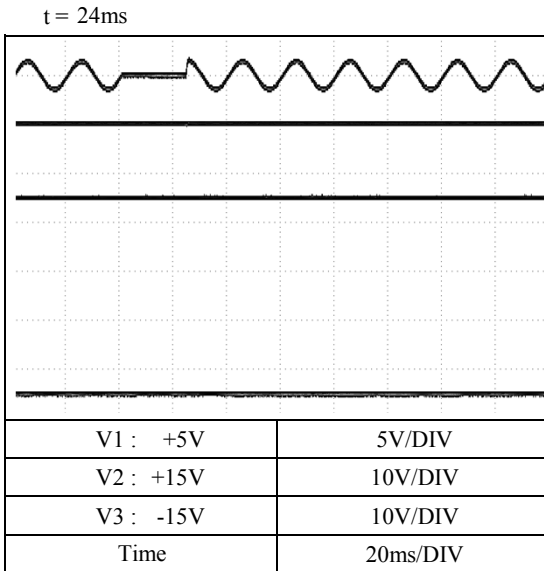 t = 24ms
V1 : +5V 5V/DIV
V2 : +15V 10V/DIV
V3 : -15V 10V/DIV
Time 20ms/DIV